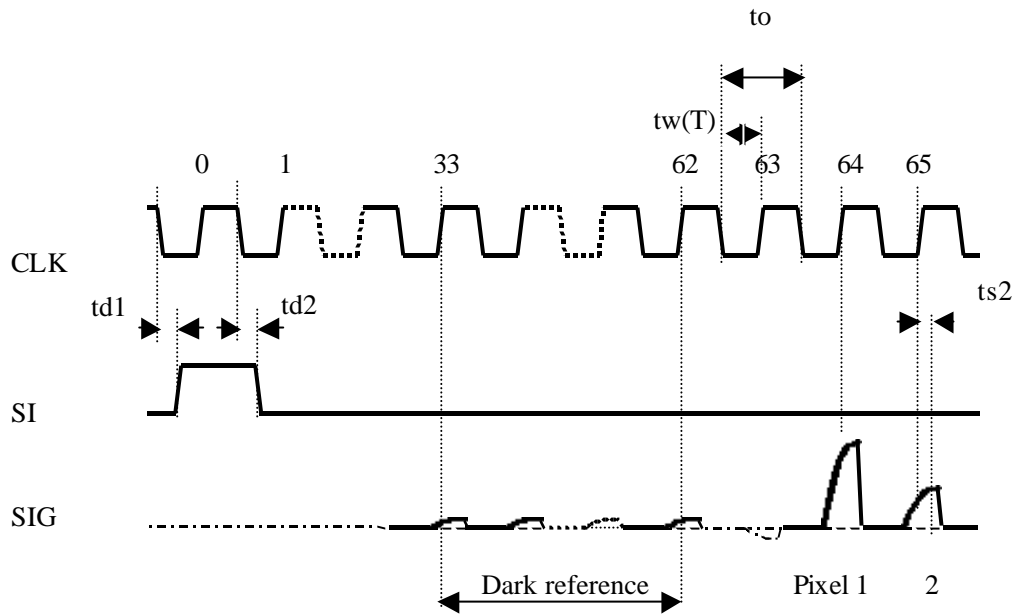 to
tw(T)
0 1 33 62 63 64 65
CLK
td1 td2 ts2
SI
SIG
Dark reference Pixel 1 2